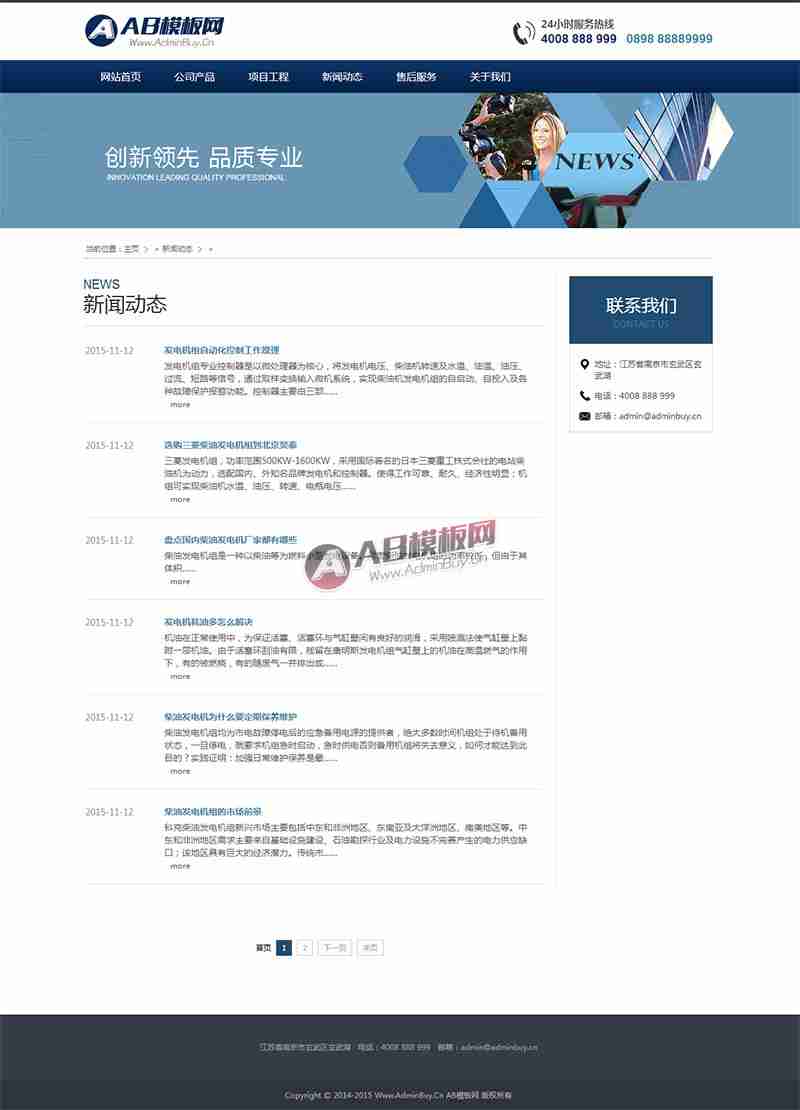 AB模板网
Www.AdminBuy.Cn
24小时服务热线
4008 888 999 0898 88889999
网站首页 公司产品 项目工程 新闻动态 售后服务 关于我们
创新领先 品质专业
INNOVATION LEADING QUALITY PROFESSIONAL
NEWS
当前位置：主页 > 新闻动态 >
NEWS
新闻动态
2015-11-12 发电机组自动化控制工作原理
发电机组专业控制器是以微处理器为核心，将发电机电压、柴油机转速及水温、油温、油压、
过流、短路等信号，通过取样变换输入微机系统，实现柴油机发电机组的自启动、自投入及各
种故障保护报警功能。控制器主要由三部……
more
2015-11-12 选购三菱柴油发电机组到北京昊泰
三菱发电机组，功率范围500KW-1600KW，采用国际著名的日本三菱重工株式会社的电站柴
油机为动力，选配国内、外知名品牌发电机和控制器。使得工作可靠、耐久、经济性明显；机
组可实现柴油机水温、油压、转速、电瓶电压……
more
2015-11-12 盘点国内柴油发电机厂家都有哪些
柴油发电机组是一种以柴油等为燃料 但由于其
体积……
more
AB模板网
Www.AdminBuy.Cn
2015-11-12 发电机耗油多怎么解决
机油在正常使用中，为保证活塞、活塞环与气缸壁间有良好的润滑，采用喷溅法使气缸壁上黏
附一层机油。由于活塞环刮油有限，残留在康明斯发电机组气缸壁上的机油在高温燃气的作用
下，有的被燃烧，有的随废气一并排出或……
more
2015-11-12 柴油发电机为什么要定期保养维护
柴油发电机组均为市电故障停电后的应急备用电源的提供者，绝大多数时间机组处于待机备用
状态，一旦停电，就要求机组急时启动，急时供电否则备用机组将失去意义，如何才能达到此
目的？实践证明：加强日常维护保养是最……
more
2015-11-12 柴油发电机组的市场前景
科克柴油发电机组新兴市场主要包括中东和非洲地区、东南亚及大洋洲地区、南美地区等。中
东和非洲地区需求主要来自基础设施建设、石油勘探行业及电力设施不完善产生的电力供应缺
口；该地区具有巨大的经济潜力。传统市……
more
联系我们
CONTACT US
地址：江苏省南京市玄武区玄
武湖
电话：4008 888 999
邮箱：admin@adminbuy.cn
首页 1 2 下一页 末页
江苏省南京市玄武区玄武湖 电话：4008 888 999 邮箱：admin@adminbuy.cn
Copyright © 2014-2015 Www.AdminBuy.Cn AB模板网 版权所有